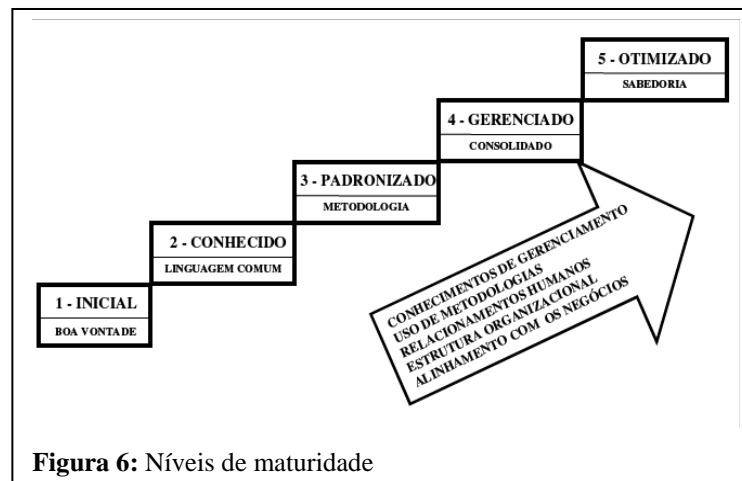 5 - OTIMIZADO
SABEDORIA
4 - GERENCIADO
CONSOLIDADO
3 - PADRONIZADO
METODOLOGIA
2 - CONHECIDO
LINGUAGEM COMUM
1 - INICIAL
BOA VONTADE
CONHECIMENTOS DE GERENCIAMENTO
USO DE METODOLOGIAS
RELACIONAMENTOS HUMANOS
ESTRUTURA ORGANIZACIONAL
ALINHAMENTO COM OS NEGÓCIOS
Figura 6: Níveis de maturidade